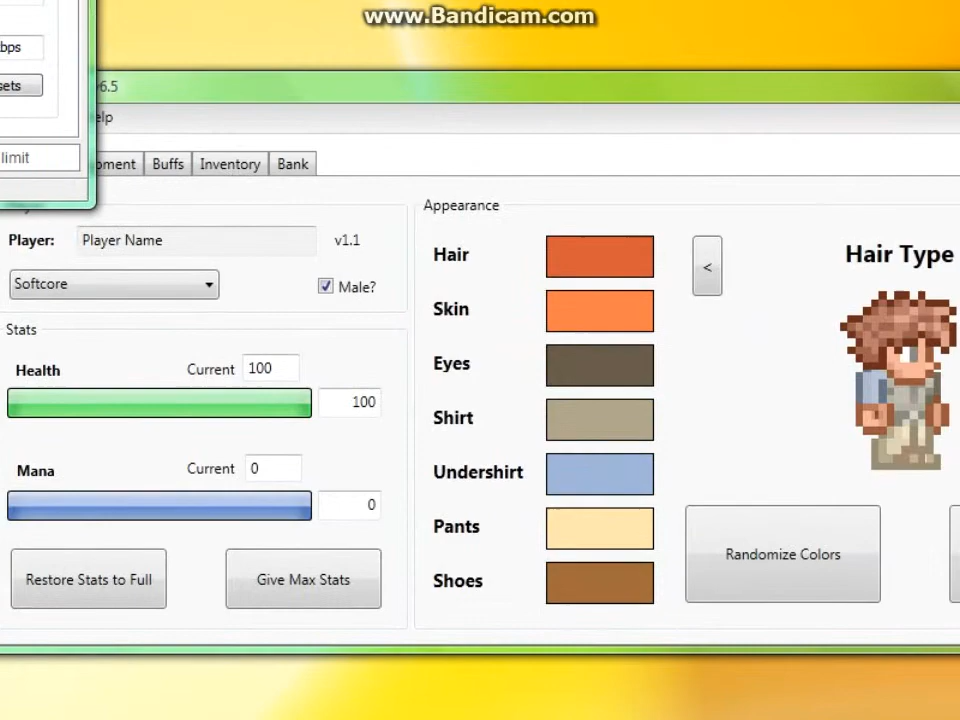 www.Bandicam.com
bps
sets
limit
v6.5
elp
pment
Buffs
Inventory
Bank
Player:
Player Name
v1.1
Softcore
Male?
Stats
Health
Current
100
100
Mana
Current
0
0
Restore Stats to Full
Give Max Stats
Appearance
Hair
Skin
Eyes
Shirt
Undershirt
Pants
Shoes
<
Hair Type
Randomize Colors